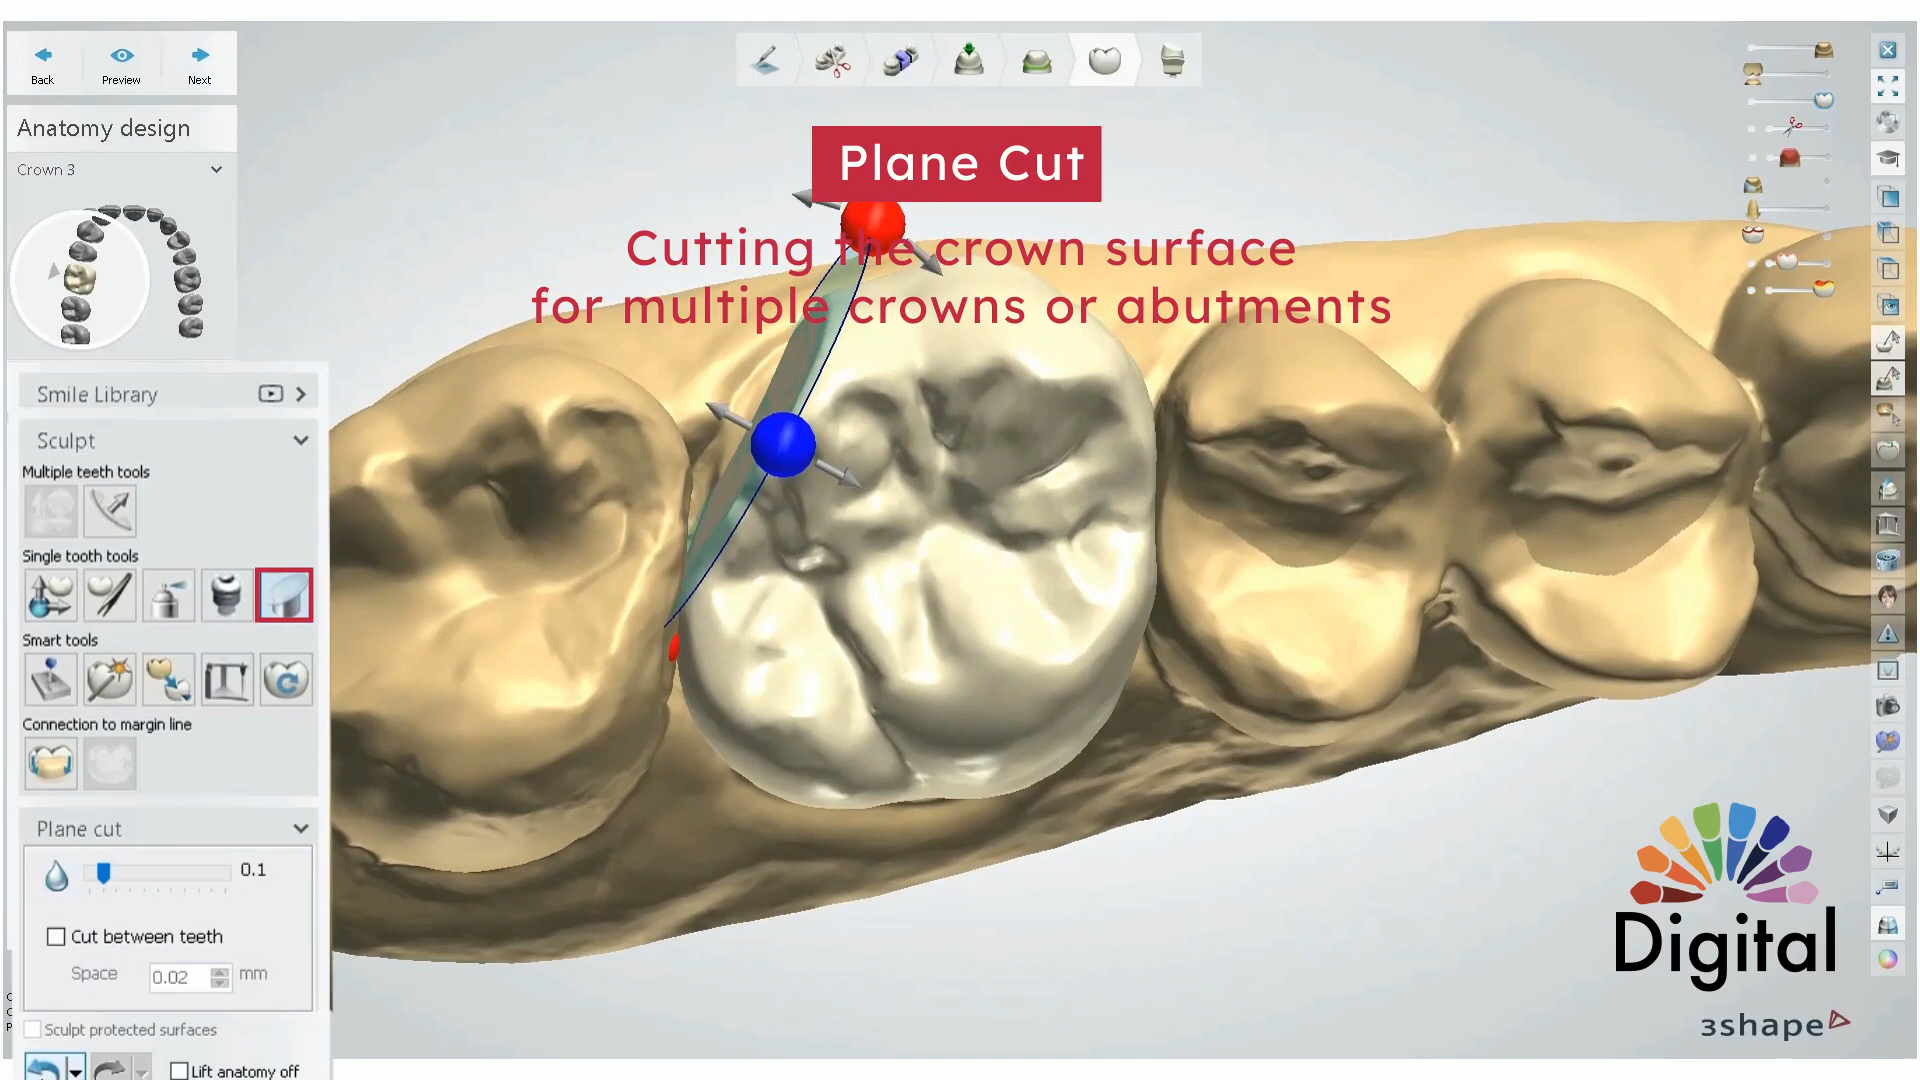 Back
Preview
Next
Anatomy design
Crown 3
Plane Cut
Cutting the crown surface
for multiple crowns or abutments
Smile Library
Sculpt
Multiple teeth tools
Single tooth tools
Smart tools
Connection to margin line
Plane cut
0.1
Cut between teeth
Space 0.02 mm
Sculpt protected surfaces
Lift anatomy off
Digital
3shape